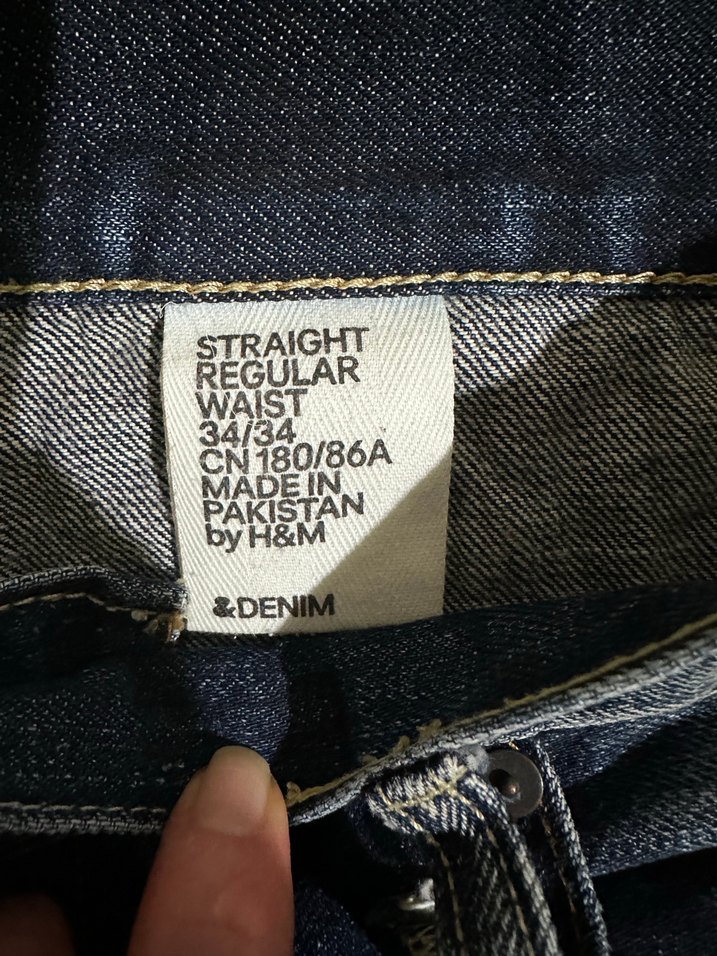 STRAIGHT
REGULAR
WAIST
34/34
CN 180/86A
MADE IN
PAKISTAN
by H&M
&DENIM